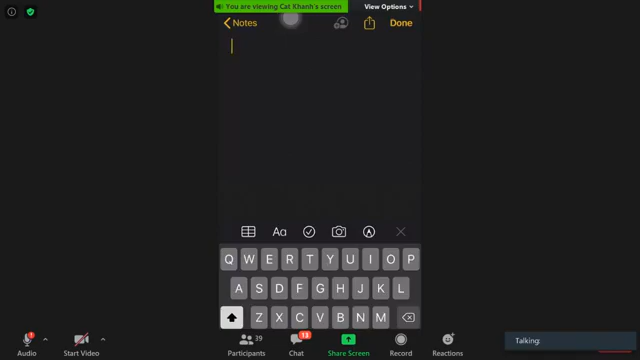 You are viewing Cat Khanh's screen
View Options
Notes
Done
Aa
Q W E R T Y U I O P
A S D F G H J K L
Z X C V B N M
1
39
13
Audio
Start Video
Participants
Chat
Share Screen
Record
Reactions
Talking: